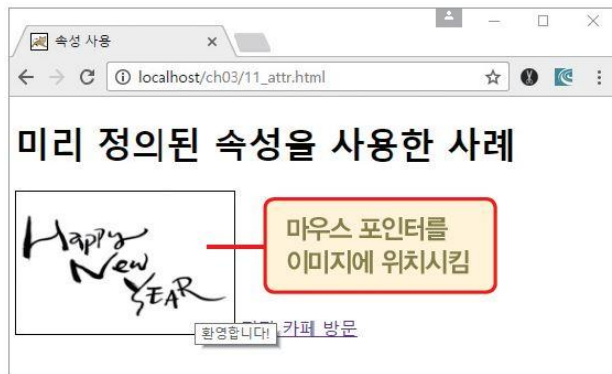 속성 사용
localhost/ch03/11_attr.html
미리 정의된 속성을 사용한 사례
Happy
New
YEAR
마우스 포인터를
이미지에 위치시킴
환영합니다!
카페 방문